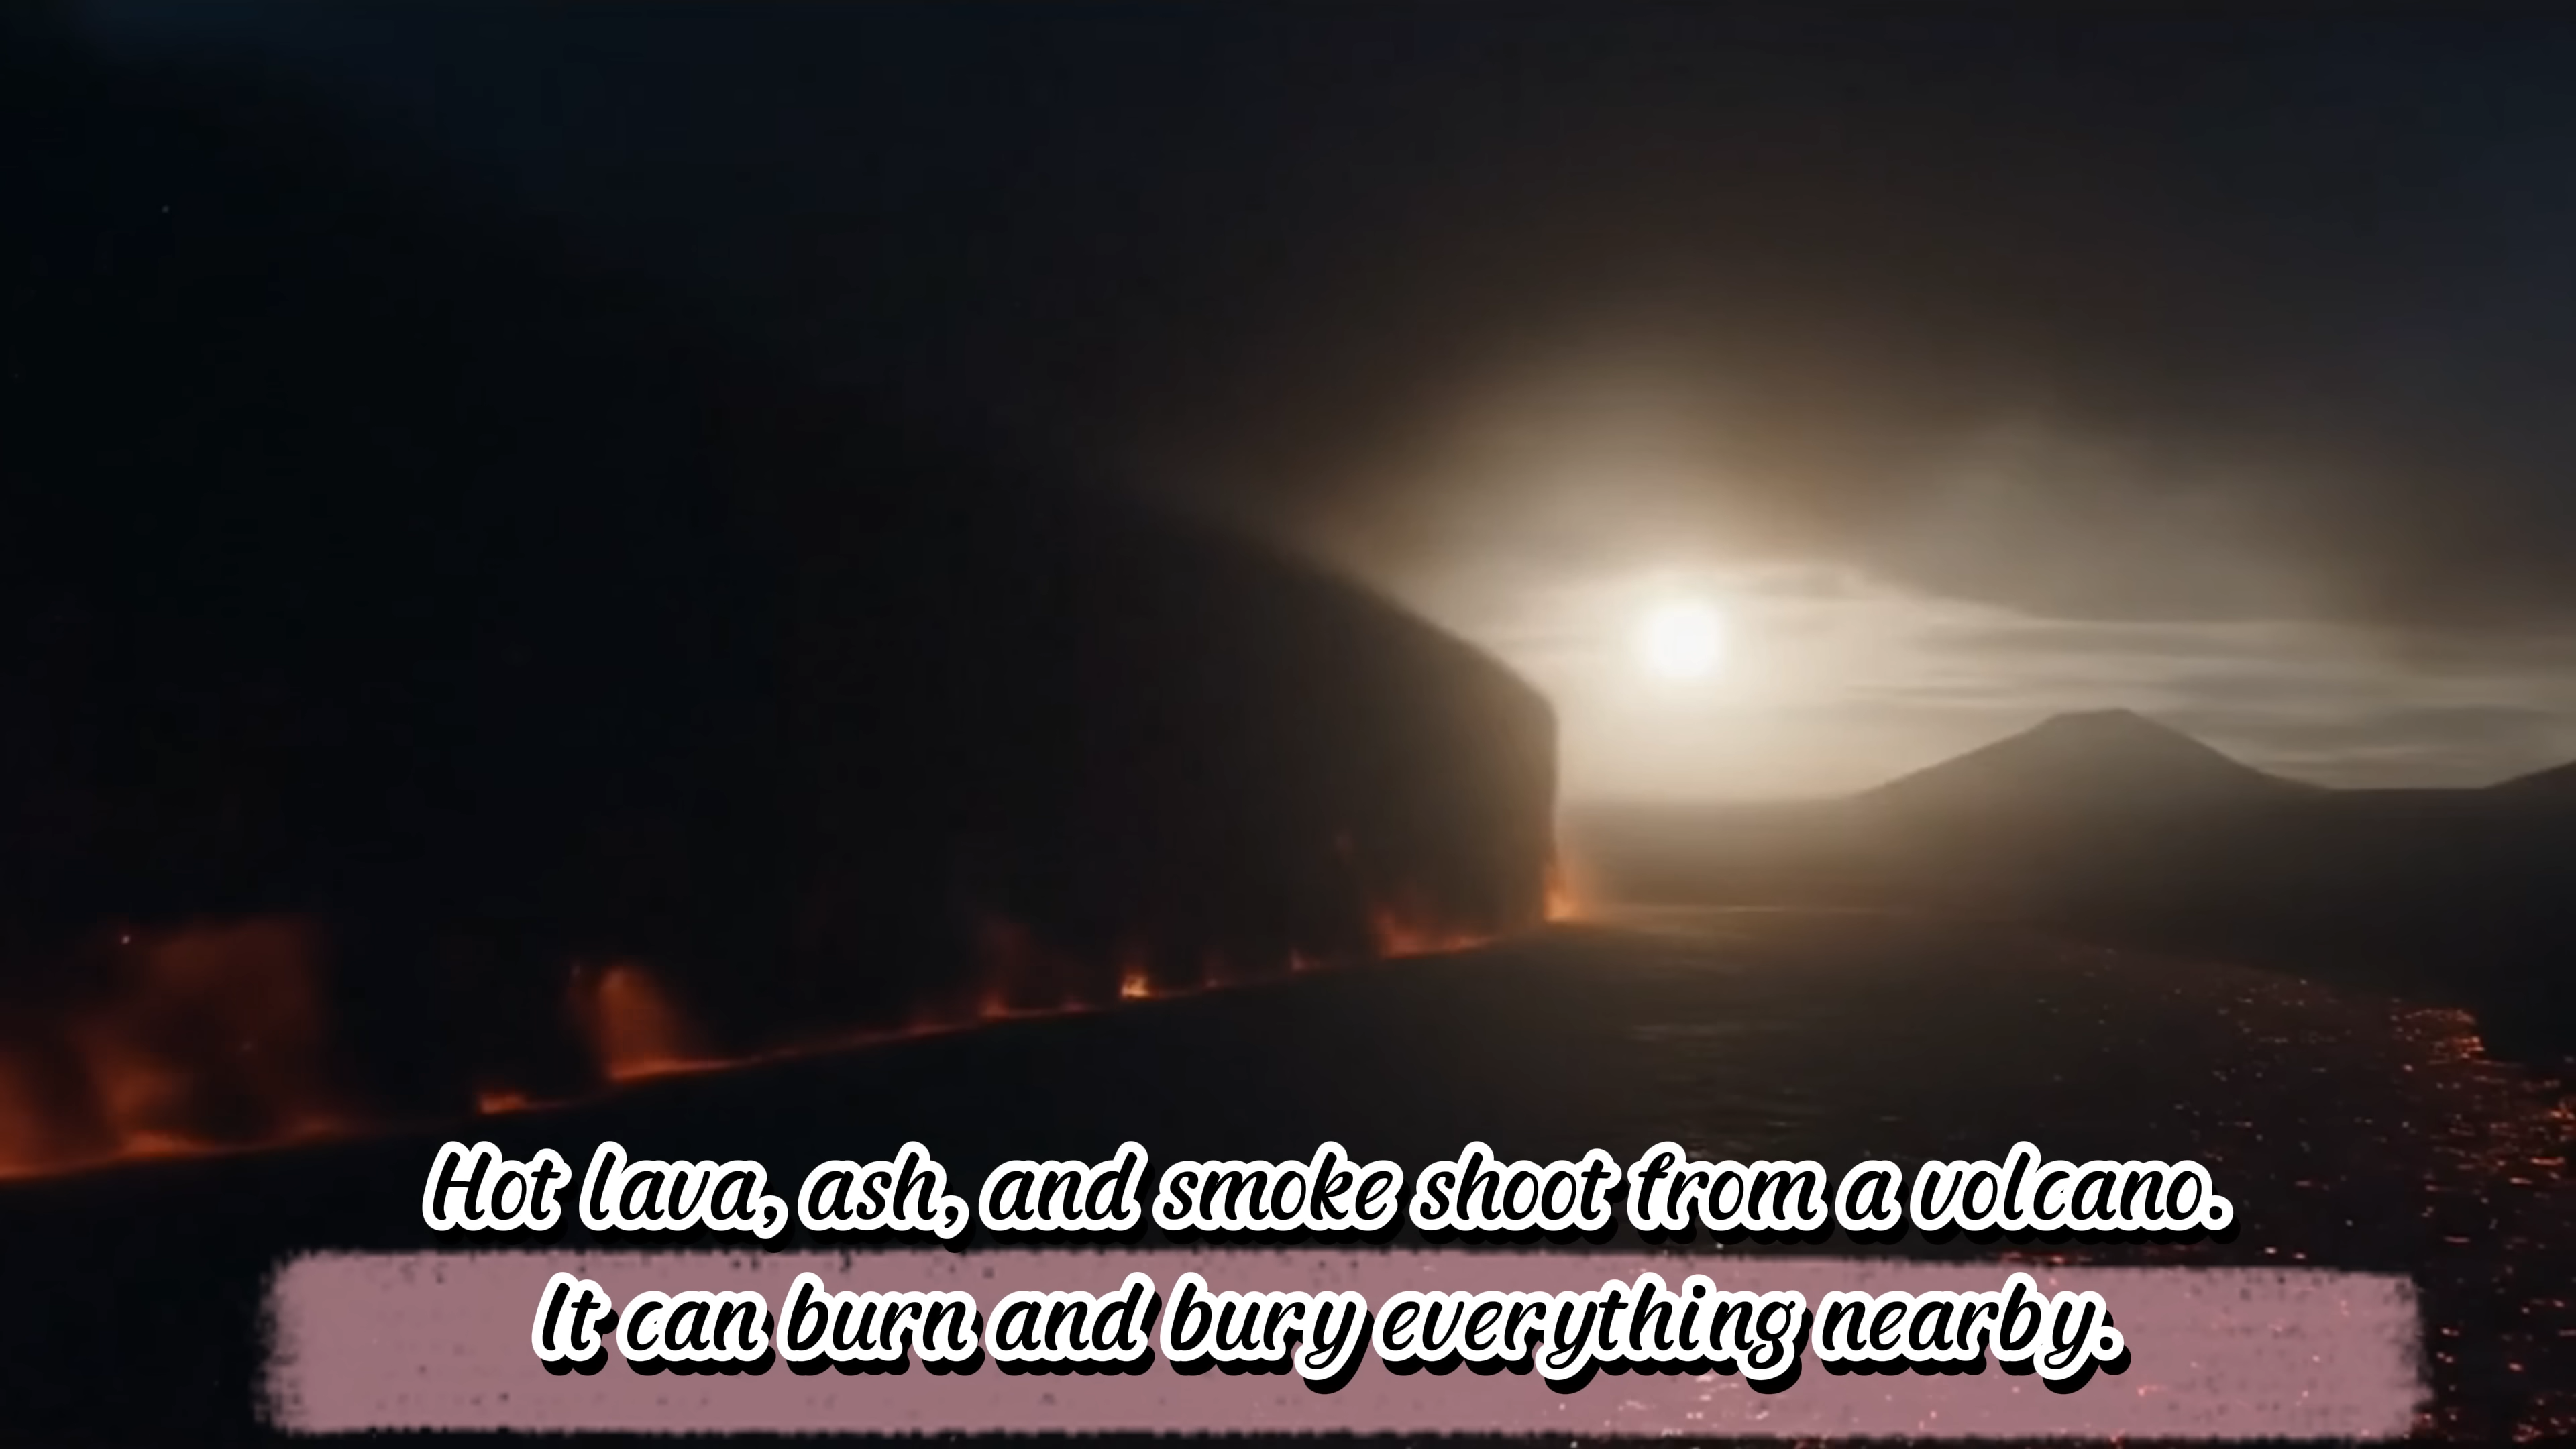 Hot lava, ash, and smoke shoot from a volcano.
It can burn and bury everything nearby.